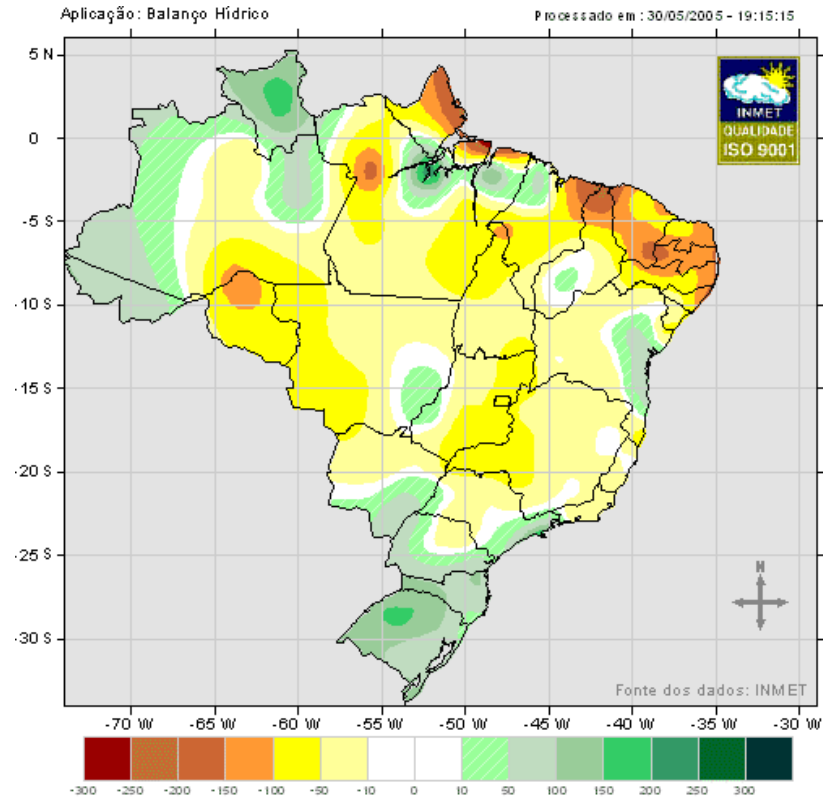 Aplicação: Balanço Hídrico
Processado em : 30/05/2005 - 19:15:15
5 N
0
-5 S
-10 S
-15 S
-20 S
-25 S
-30 S
INMET
QUALIDADE
ISO 9001
N
Fonte dos dados: INMET
-70 W -65 W -60 W -55 W -50 W -45 W -40 W -35 W -30 W
-300 -250 -200 -150 -100 -50 -10 0 10 50 100 150 200 250 300